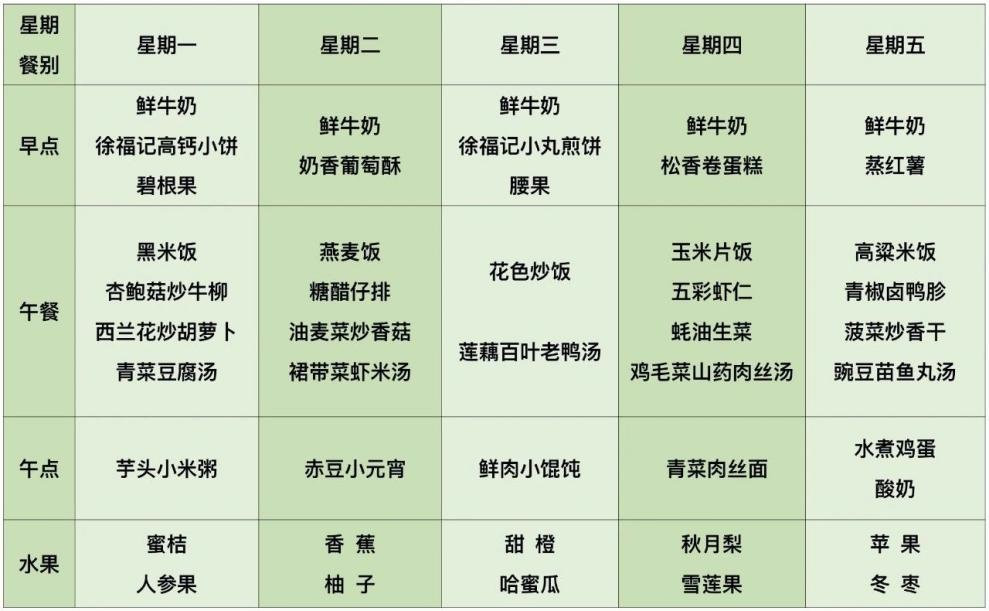 星期
餐别
星期一
星期二
星期三
星期四
星期五
早点
鲜牛奶
徐福记高钙小饼
碧根果
鲜牛奶
奶香葡萄酥
鲜牛奶
徐福记小丸煎饼
腰果
鲜牛奶
松香卷蛋糕
鲜牛奶
蒸红薯
午餐
黑米饭
杏鲍菇炒牛柳
西兰花炒胡萝卜
青菜豆腐汤
燕麦饭
糖醋仔排
油麦菜炒香菇
裙带菜虾米汤
花色炒饭
莲藕百叶老鸭汤
玉米片饭
五彩虾仁
蚝油生菜
鸡毛菜山药肉丝汤
高粱米饭
青椒卤鸭胗
菠菜炒香干
豌豆苗鱼丸汤
午点
芋头小米粥
赤豆小元宵
鲜肉小馄饨
青菜肉丝面
水煮鸡蛋
酸奶
水果
蜜桔
人参果
香 蕉
柚 子
甜 橙
哈蜜瓜
秋月梨
雪莲果
苹 果
冬 枣